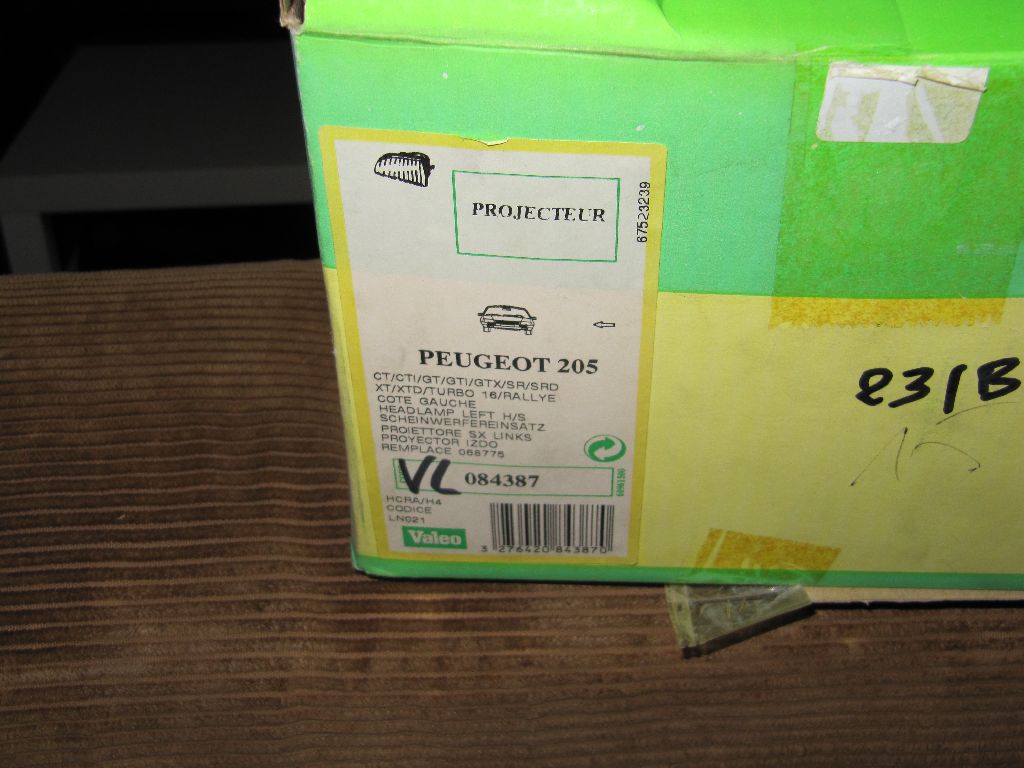 PROJECTEUR
67523239
PEUGEOT 205
CT/CTI/GT/GTI/GTX/SR/SRD
XT/XTD/TURBO 16/RALLYE
COTE GAUCHE
HEADLAMP LEFT H/S
SCHEINWERFEREINSATZ
PROIETTORE SX LINKS
PROYECTOR IZDO
REMPLACE 068775
VL 084387
HCRA/H4
CODICE
LN021
Valeo
3 276420 843870
231B